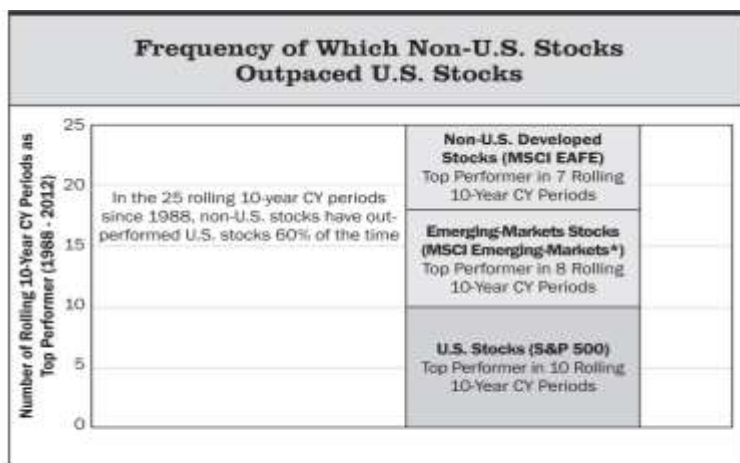 Frequency of Which Non-U.S. Stocks
Outpaced U.S. Stocks
Number of Rolling 10-Year CY Periods as
Top Performer (1988 - 2012)
25
20
15
10
5
0
In the 25 rolling 10-year CY periods
since 1988, non-U.S. stocks have out-
performed U.S. stocks 60% of the time
Non-U.S. Developed
Stocks (MSCI EAFE)
Top Performer in 7 Rolling
10-Year CY Periods
Emerging-Markets Stocks
(MSCI Emerging-Markets^)
Top Performer in 8 Rolling
10-Year CY Periods
U.S. Stocks (S&P 500)
Top Performer in 10 Rolling
10-Year CY Periods